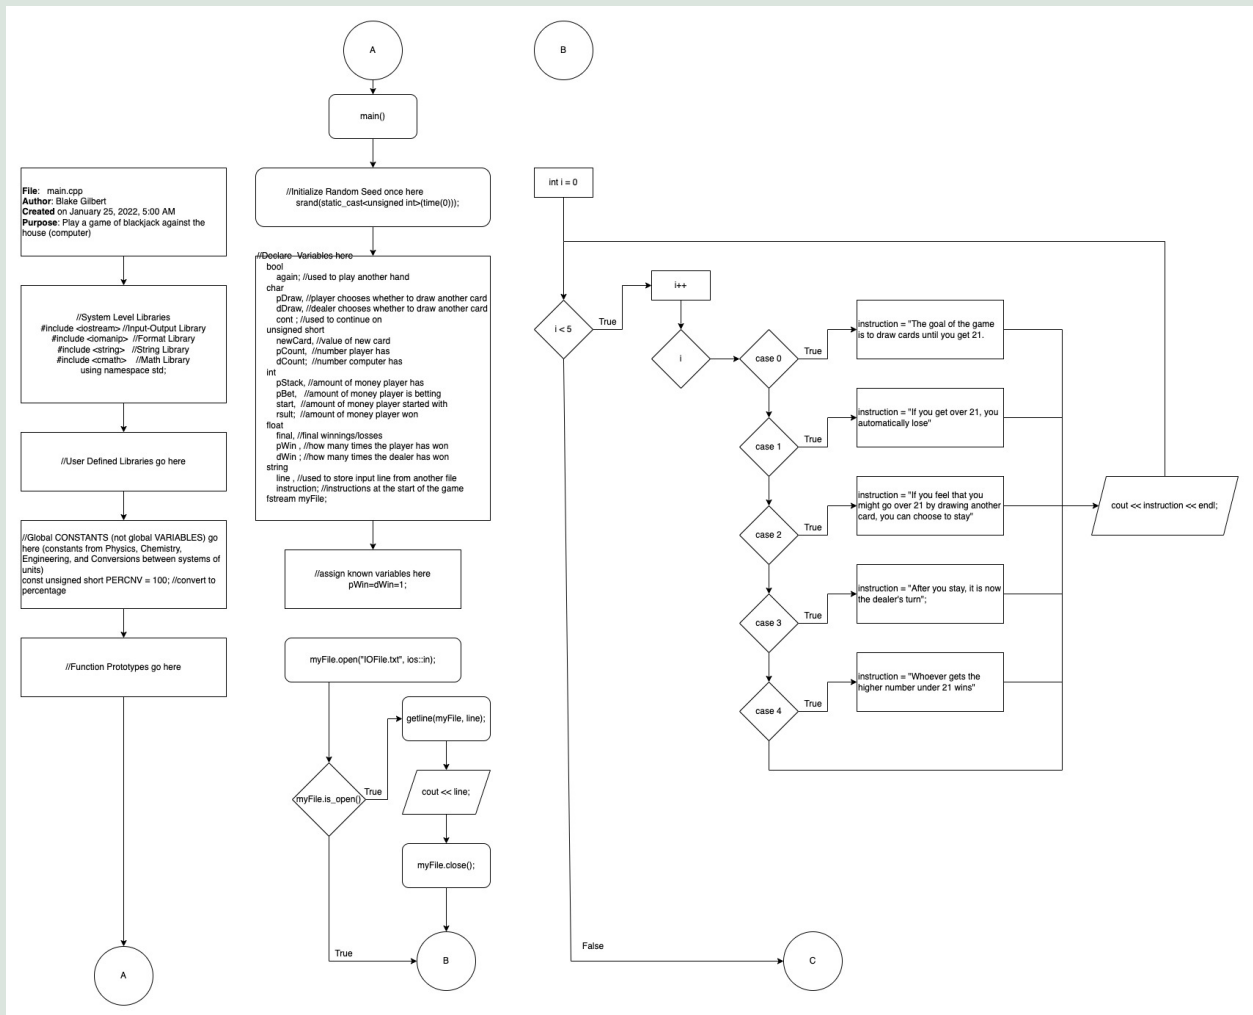 File:   main.cpp
Author: Blake Gilbert
Created on January 25, 2022, 5:00 AM
Purpose: Play a game of blackjack against the
house (computer)
//System Level Libraries
#include <iostream> //Input-Output Library
#include <iomanip>  //Format Library
#include <string>   //String Library
#include <cmath>    //Math Library
using namespace std;
//User Defined Libraries go here
//Global CONSTANTS (not global VARIABLES) go
here (constants from Physics, Chemistry,
Engineering, and Conversions between systems of
units)
const unsigned short PERCNV = 100; //convert to
percentage
//Function Prototypes go here
A
A
main()
//Initialize Random Seed once here
srand(static_cast<unsigned int>(time(0)));
//Declare  Variables here
bool
again; //used to play another hand
char
pDraw, //player chooses whether to draw another card
dDraw, //dealer chooses whether to draw another card
cont ; //used to continue on
unsigned short
newCard, //value of new card
pCount,  //number player has
dCount;  //number computer has
int
pStack, //amount of money player has
pBet,   //amount of money player is betting
start,  //amount of money player started with
rsult;  //amount of money player won
float
final, //final winnings/losses
pWin , //how many times the player has won
dWin ; //how many times the dealer has won
string
line , //used to store input line from another file
instruction; //instructions at the start of the game
fstream myFile;
//assign known variables here
pWin=dWin=1;
myFile.open("IOFile.txt", ios::in);
myFile.is_open()
True
getline(myFile, line);
cout << line;
myFile.close();
True
B
B
int i = 0
i < 5
True
i++
i
case 0
True
instruction = "The goal of the game
is to draw cards until you get 21.
case 1
True
instruction = "If you get over 21, you
automatically lose"
case 2
True
instruction = "If you feel that you
might go over 21 by drawing another
card, you can choose to stay"
case 3
True
instruction = "After you stay, it is now
the dealer's turn";
case 4
True
instruction = "Whoever gets the
higher number under 21 wins"
cout << instruction << endl;
False
C